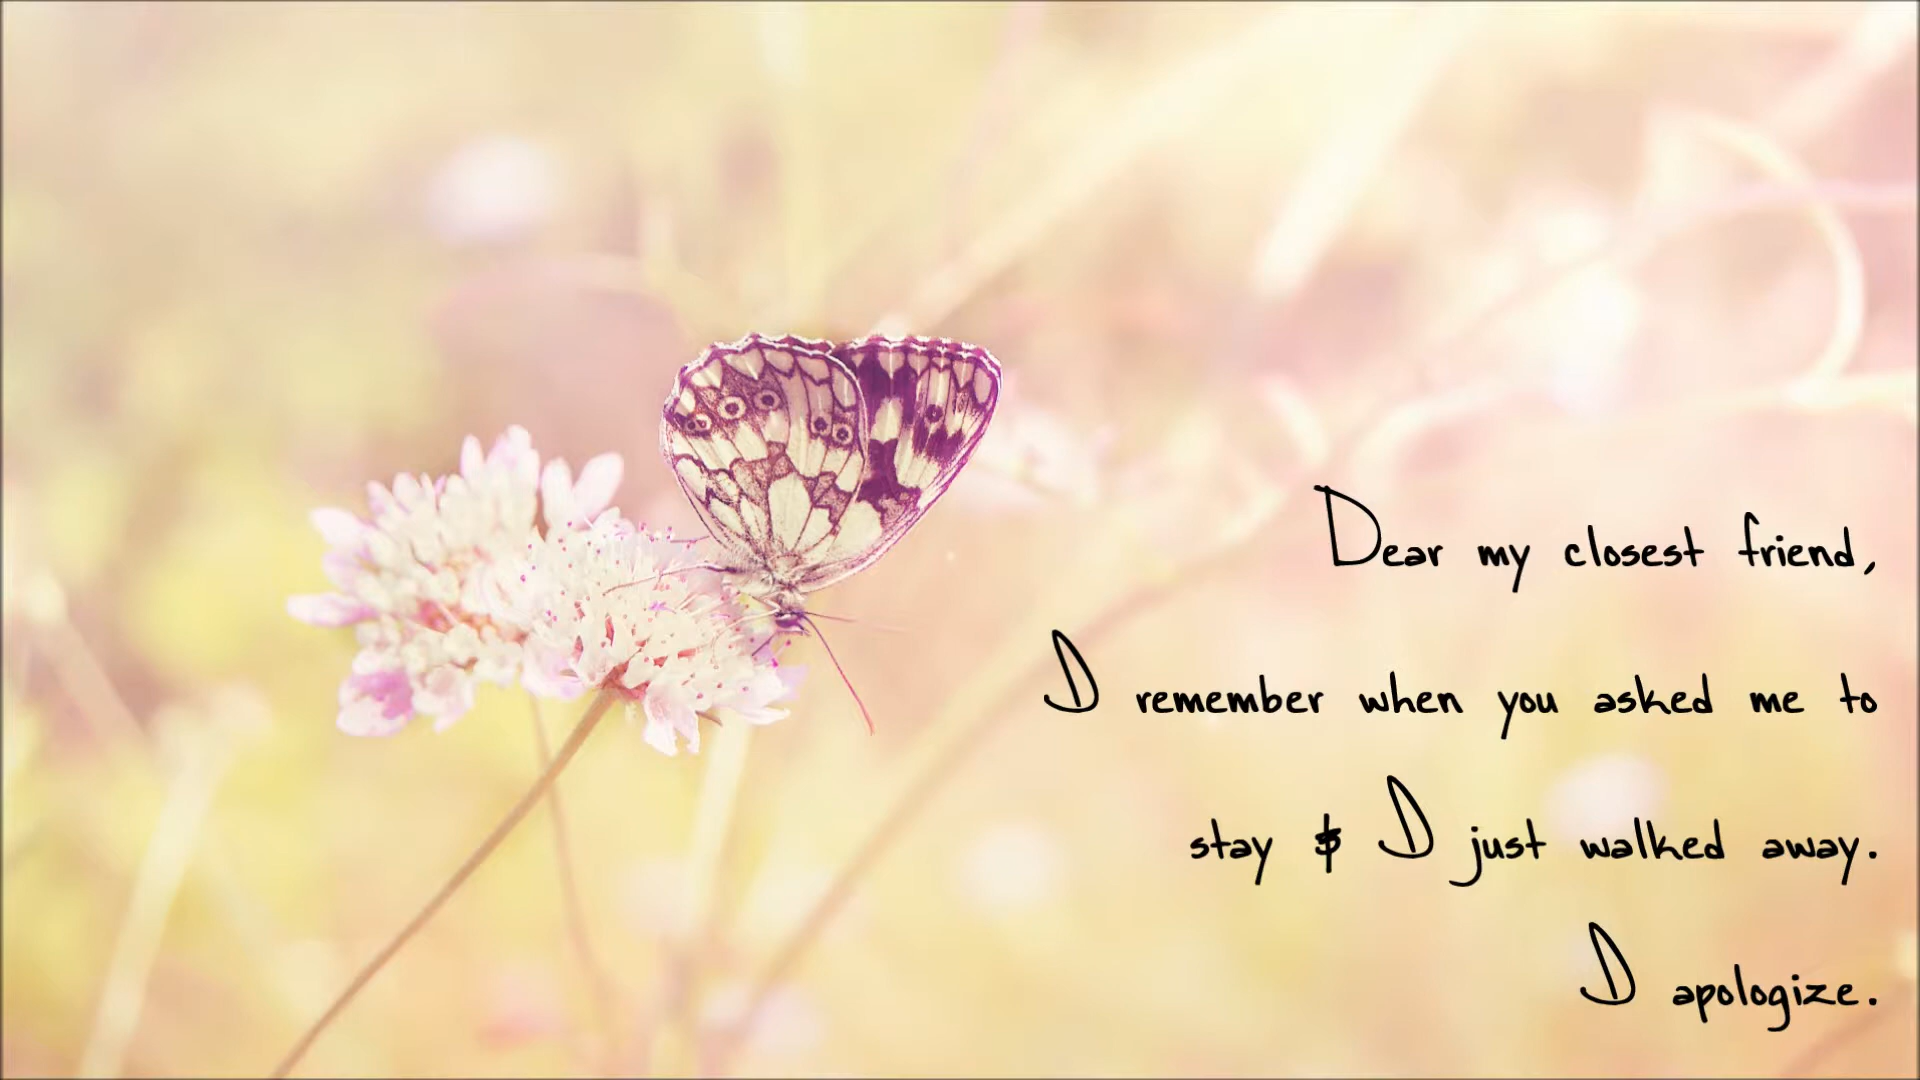 Dear my closest friend,
I remember when you asked me to
stay & I just walked away.
I apologize.